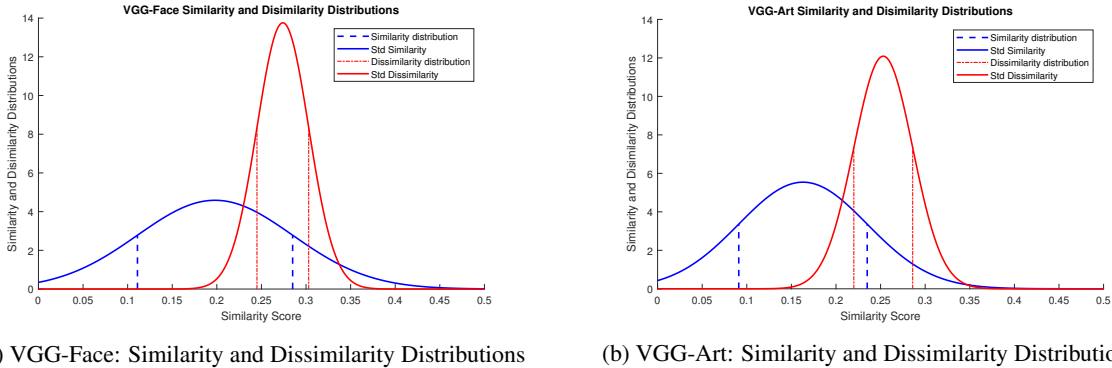 VGG-Face Similarity and Disimilarity Distributions
14
12
10
8
6
4
2
0
Similarity and Disimilarity Distributions
Similarity distribution
Std Similarity
Dissimilarity distribution
Std Dissimilarity
0 0.05 0.1 0.15 0.2 0.25 0.3 0.35 0.4 0.45 0.5
Similarity Score
) VGG-Face: Similarity and Dissimilarity Distributions
VGG-Art Similarity and Disimilarity Distributions
14
12
10
8
6
4
2
0
Similarity and Disimilarity Distributions
Similarity distribution
Std Similarity
Dissimilarity distribution
Std Dissimilarity
0 0.05 0.1 0.15 0.2 0.25 0.3 0.35 0.4 0.45 0.5
Similarity Score
(b) VGG-Art: Similarity and Dissimilarity Distributio